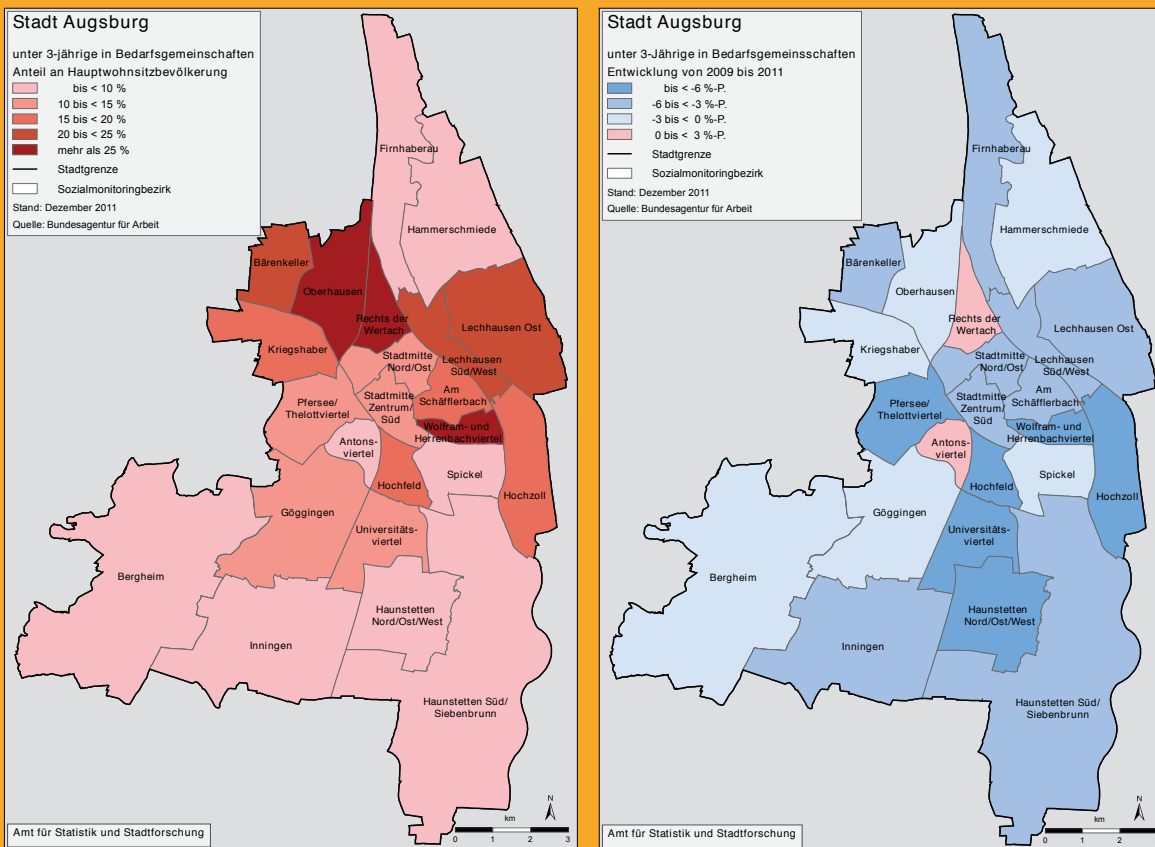 Stadt Augsburg
unter 3-jährige in Bedarfsgemeinschaften
Anteil an Hauptwohnsitzbevölkerung
bis < 10 %
10 bis < 15 %
15 bis < 20 %
20 bis < 25 %
mehr als 25 %
Stadtgrenze
Sozialmonitoringbezirk
Stand: Dezember 2011
Quelle: Bundesagentur für Arbeit
Firnhaberau
Hammerschmiede
Bärenkeller
Oberhausen
Rechts der
Wertach
Lechhausen Ost
Kriegshaber
Stadtmitte
Nord/Ost
Lechhausen
Süd/West
Am
Schäfflerbach
Pfersee/
Thelottviertel
Stadtmitte
Zentrum/
Süd
Wolfram- und
Herrenbachviertel
Antons-
viertel
Spickel
Hochfeld
Hochzoll
Göggingen
Universitäts-
viertel
Bergheim
Haunstetten
Nord/Ost/West
Inningen
Haunstetten Süd/
Siebenbrunn
N
km
0 1 2 3
Amt für Statistik und Stadtforschung
Stadt Augsburg
unter 3-Jährige in Bedarfsgemeinsschaften
Entwicklung von 2009 bis 2011
bis < -6 %-P.
-6 bis < -3 %-P.
-3 bis < 0 %-P.
0 bis < 3 %-P.
Stadtgrenze
Sozialmonitoringbezirk
Stand: Dezember 2011
Quelle: Bundesagentur für Arbeit
Firnhaberau
Hammerschmiede
Bärenkeller
Oberhausen
Rechts der
Wertach
Lechhausen Ost
Kriegshaber
Stadtmitte
Nord/Ost
Lechhausen
Süd/West
Am
Schäfflerbach
Pfersee/
Thelottviertel
Stadtmitte
Zentrum/
Süd
Wolfram- und
Herrenbachviertel
Antons-
viertel
Spickel
Hochfeld
Hochzoll
Göggingen
Universitäts-
viertel
Bergheim
Haunstetten
Nord/Ost/West
Inningen
Haunstetten Süd/
Siebenbrunn
N
km
0 1 2
Amt für Statistik und Stadtforschung